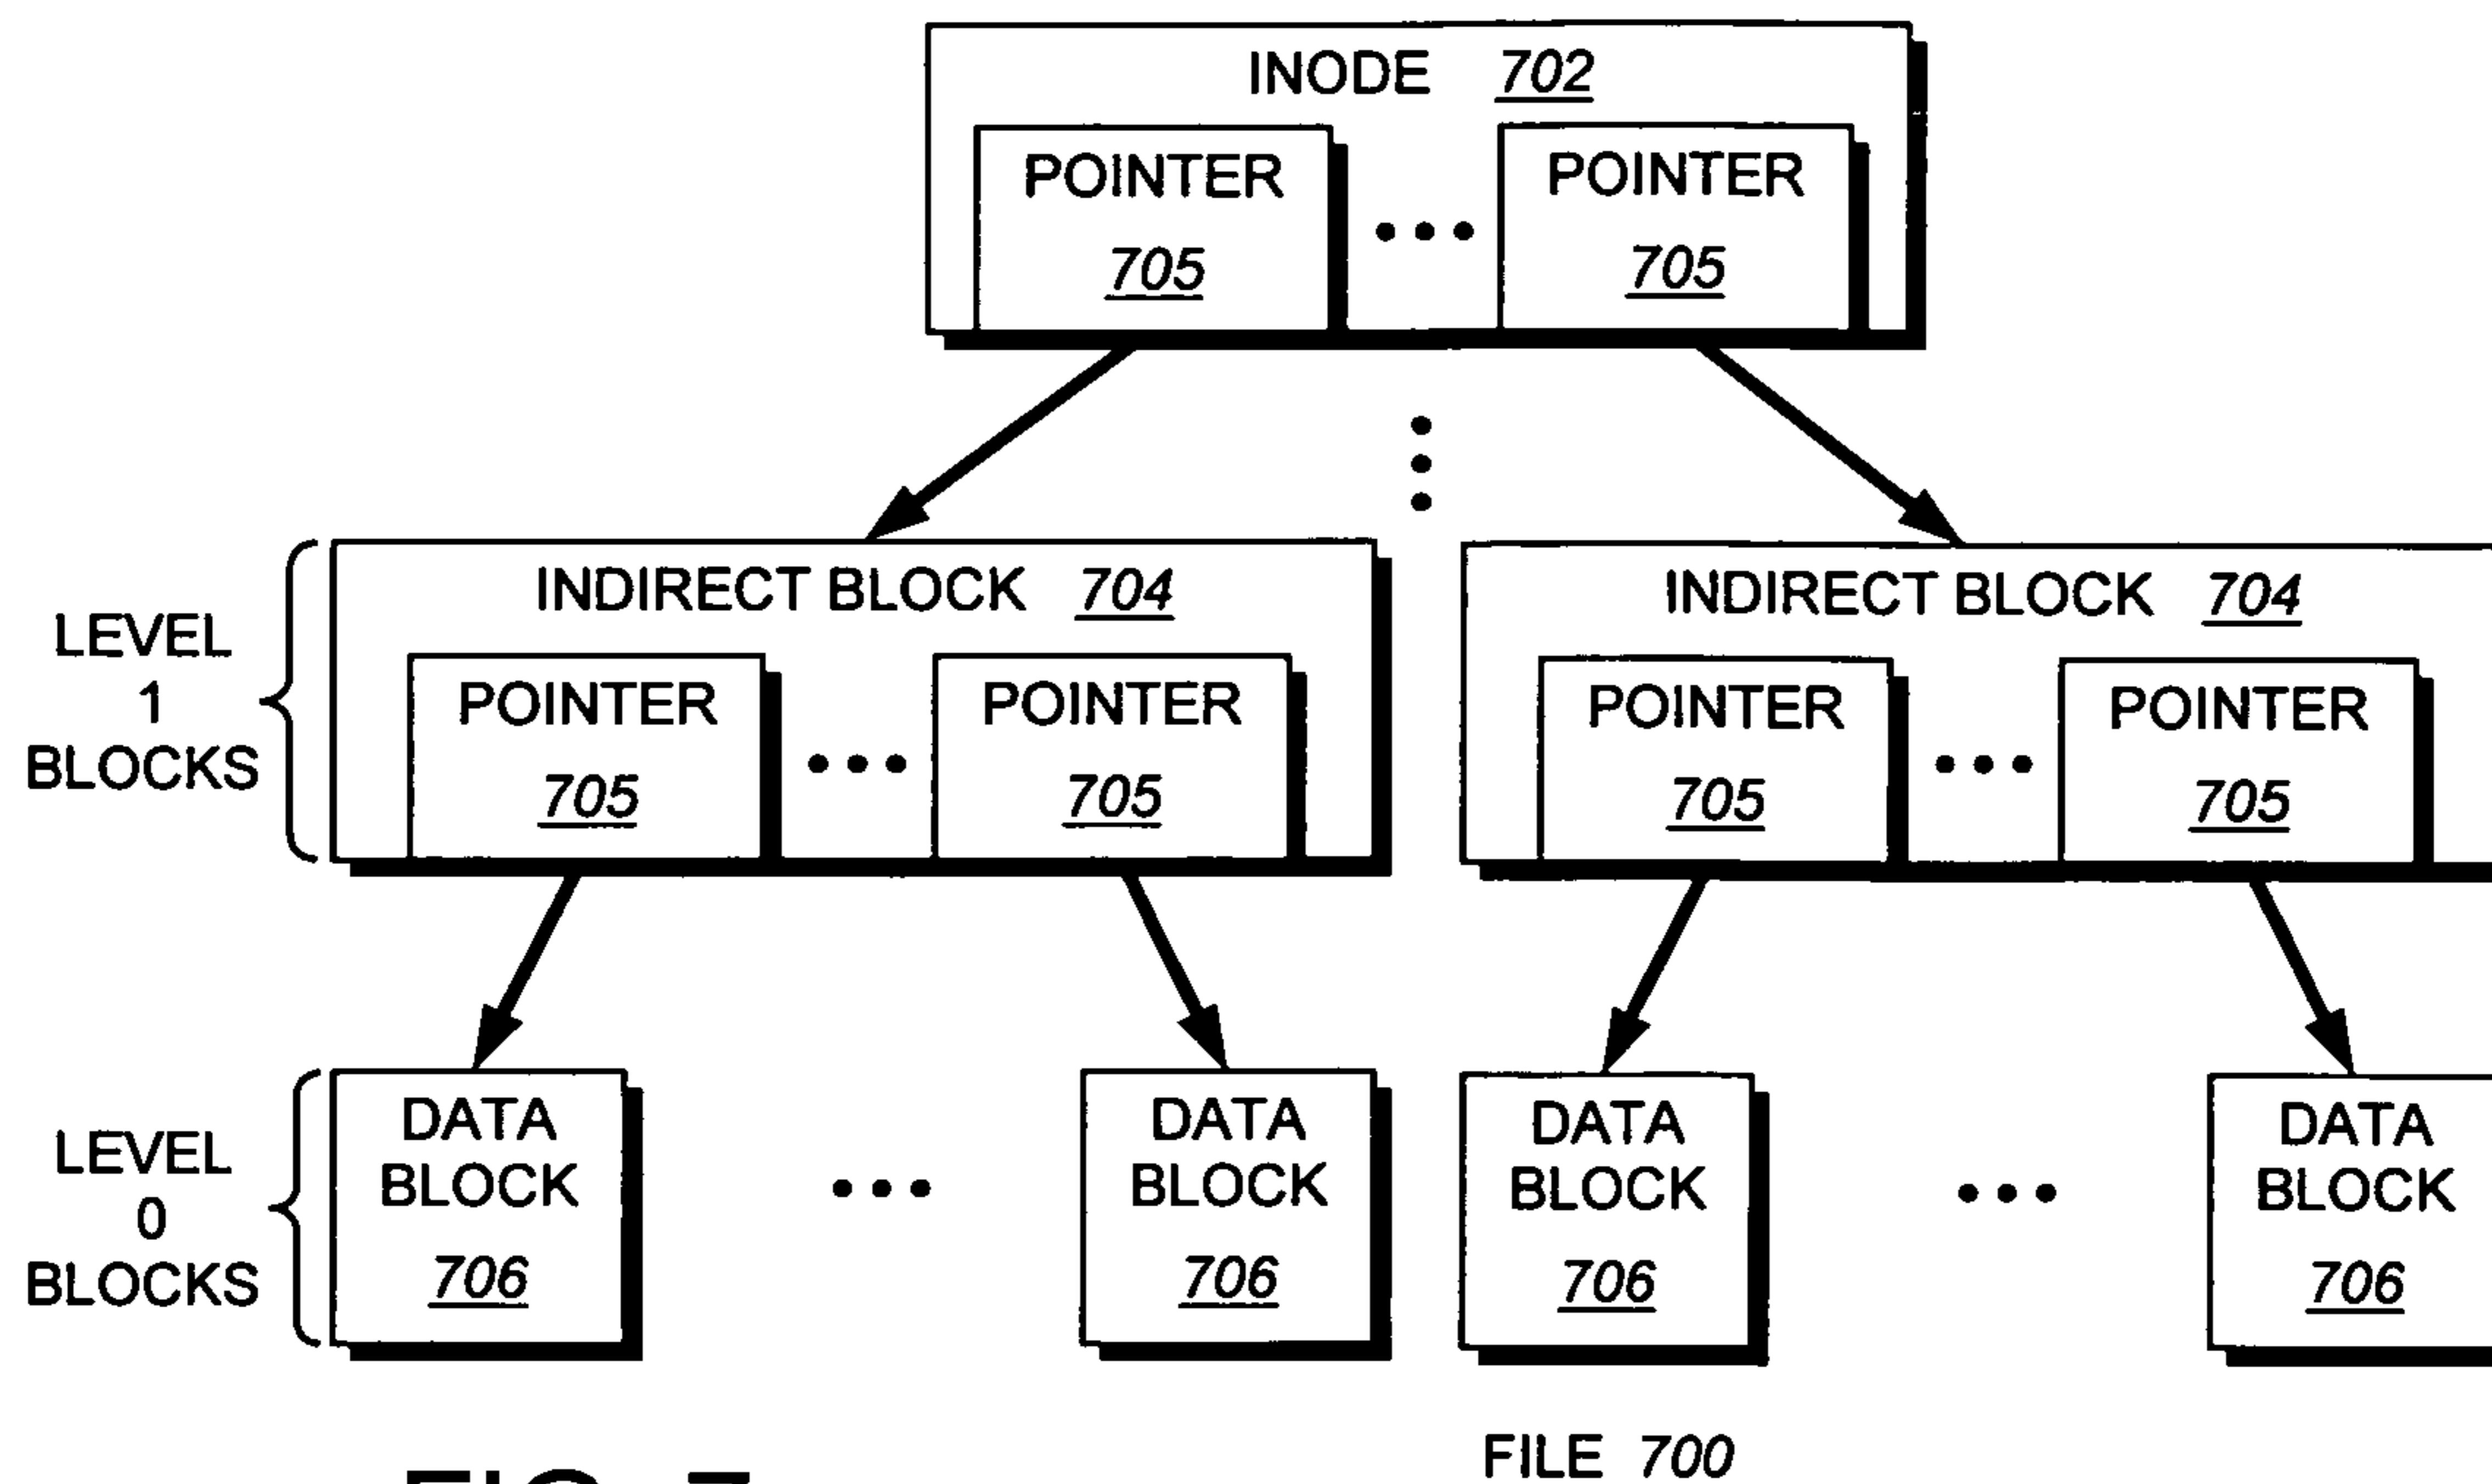 INODE 702
POINTER POINTER
705 705
INDIRECT BLOCK 704 INDIRECT BLOCK 704
LEVEL
1
BLOCKS
POINTER POINTER POINTER POINTER
705 705 705 705
LEVEL
0
BLOCKS
DATA DATA DATA DATA
BLOCK BLOCK BLOCK BLOCK
706 706 706 706
FILE 700